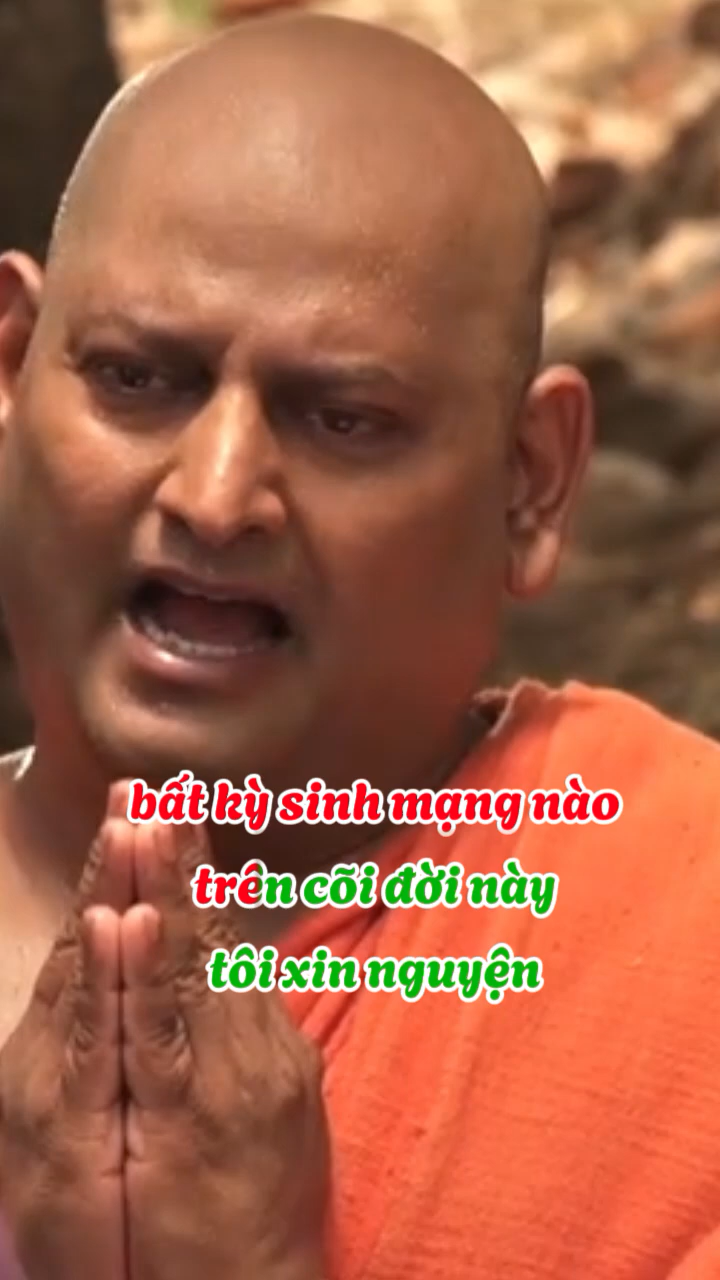 bất kỳ sinh mạng nào
trên cõi đời này
tôi xin nguyện